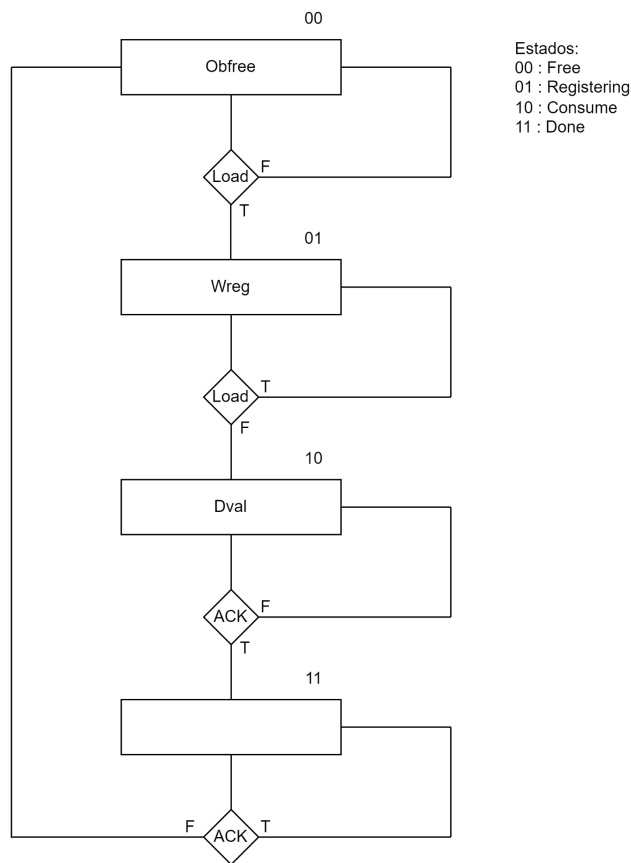 00
Obfree
Estados:
00 : Free
01 : Registering
10 : Consume
11 : Done
Load
F
T
01
Wreg
Load
T
F
10
Dval
ACK
F
T
11
F
ACK
T